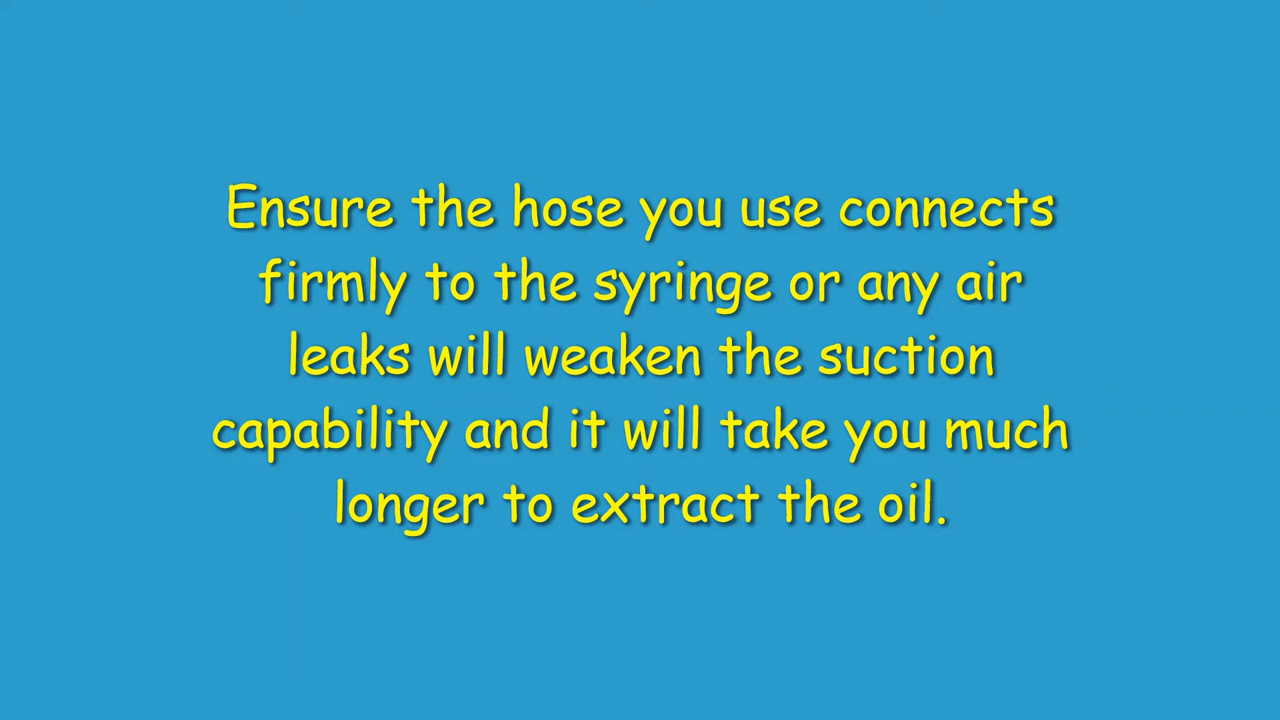 Ensure the hose you use connects
firmly to the syringe or any air
leaks will weaken the suction
capability and it will take you much
longer to extract the oil.